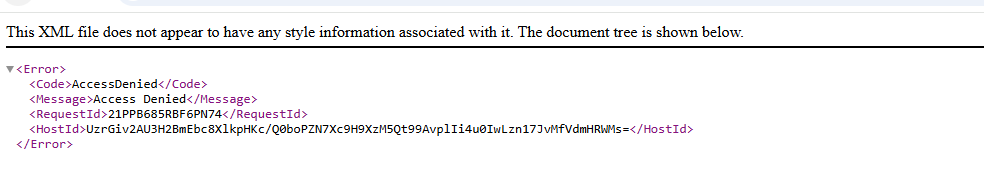 This XML file does not appear to have any style information associated with it. The document tree is shown below.
▼<Error>
<Code>AccessDenied</Code>
<Message>Access Denied</Message>
<RequestId>21PPB685RBF6PN74</RequestId>
<HostId>UzrGiv2AU3H2BmEbc8XlkpHKc/Q0boPZN7Xc9H9XzM5Qt99AvplIi4u0IwLzn17JvMfVdmHRWMs=</HostId>
</Error>